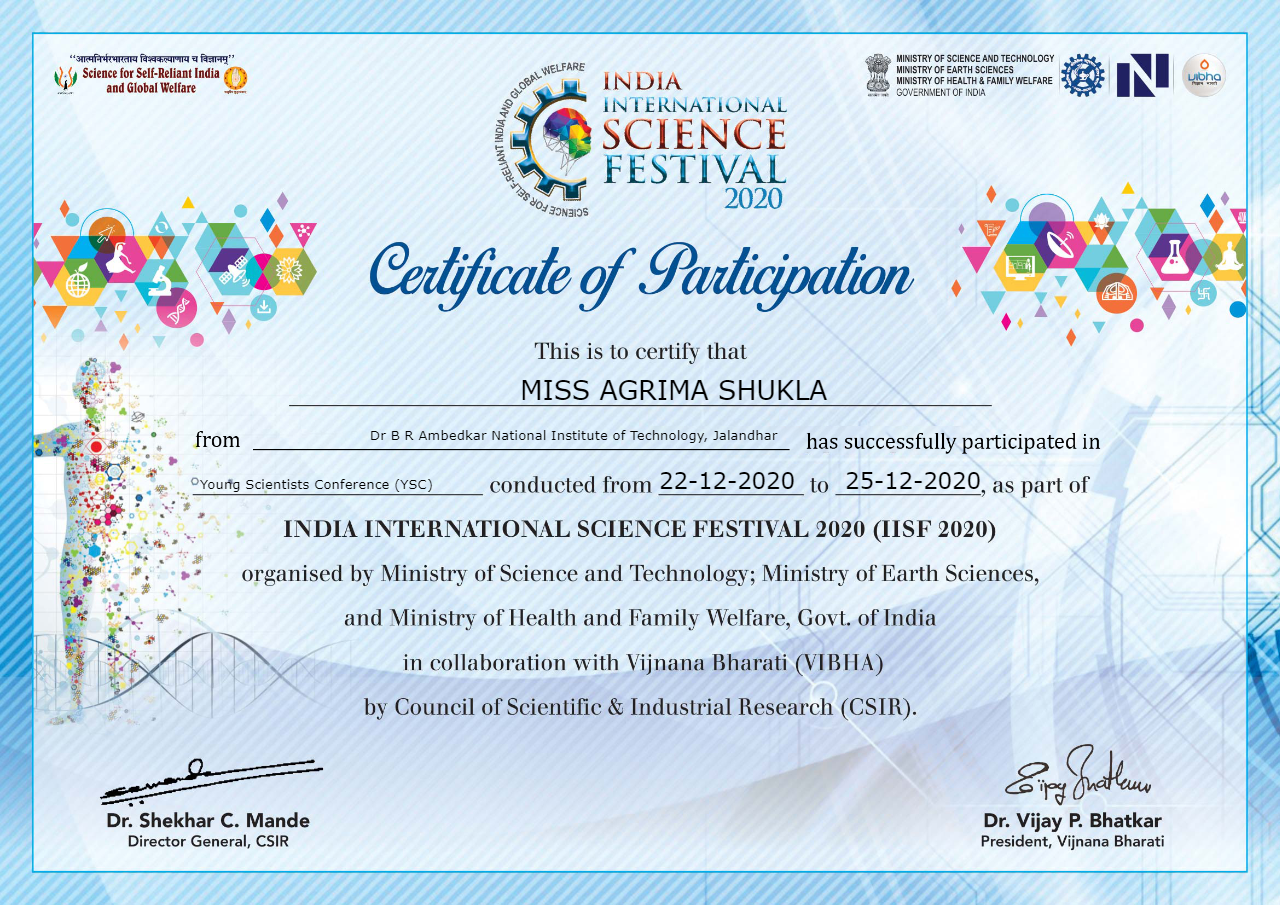 ‘‘आत्मनिर्भरभारताय विश्वकल्याणाय च विज्ञानम्’’
Science for Self-Reliant India
and Global Welfare
MINISTRY OF SCIENCE AND TECHNOLOGY
MINISTRY OF EARTH SCIENCES
MINISTRY OF HEALTH & FAMILY WELFARE
GOVERNMENT OF INDIA
vibha
SCIENCE FOR SELF-RELIANT INDIA AND GLOBAL WELFARE
INDIA
INTERNATIONAL
SCIENCE
FESTIVAL
2020
Certificate of Participation
This is to certify that
MISS AGRIMA SHUKLA
from Dr B R Ambedkar National Institute of Technology, Jalandhar has successfully participated in
Young Scientists Conference (YSC) conducted from 22-12-2020 to 25-12-2020, as part of
INDIA INTERNATIONAL SCIENCE FESTIVAL 2020 (IISF 2020)
organised by Ministry of Science and Technology; Ministry of Earth Sciences,
and Ministry of Health and Family Welfare, Govt. of India
in collaboration with Vijnana Bharati (VIBHA)
by Council of Scientific & Industrial Research (CSIR).
Dr. Shekhar C. Mande
Director General, CSIR
Dr. Vijay P. Bhatkar
President, Vijnana Bharati